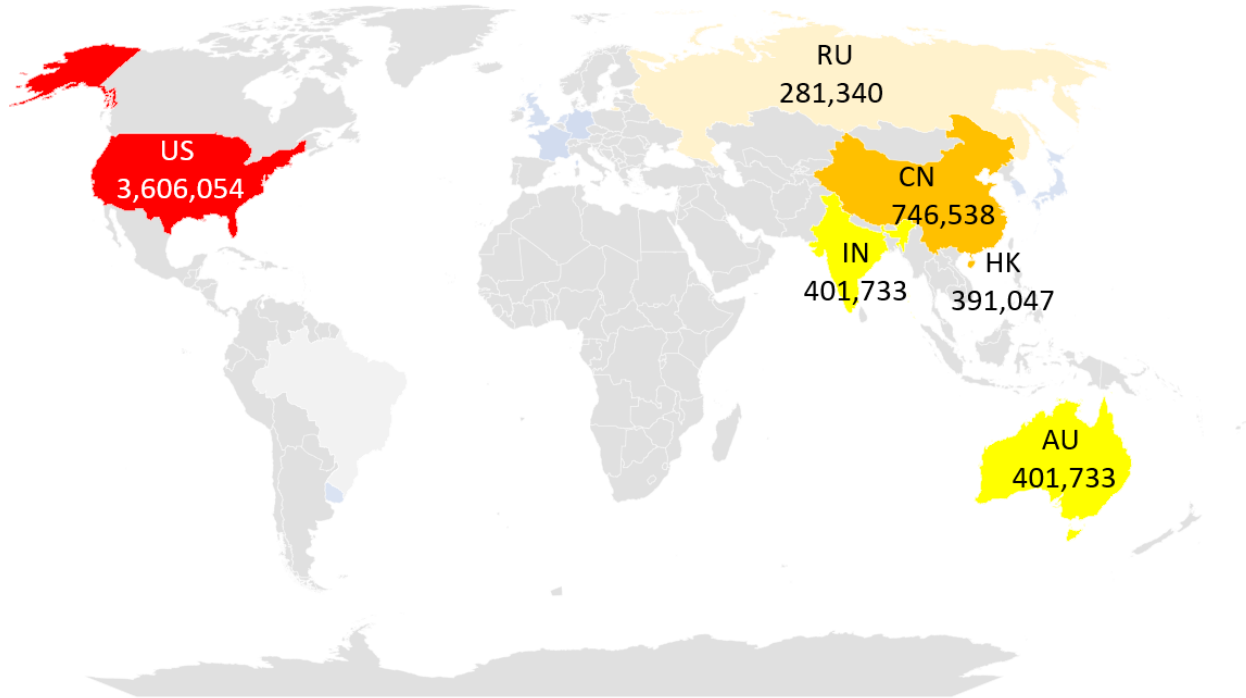 RU
281,340
US
3,606,054
CN
746,538
IN
401,733
HK
391,047
AU
401,733